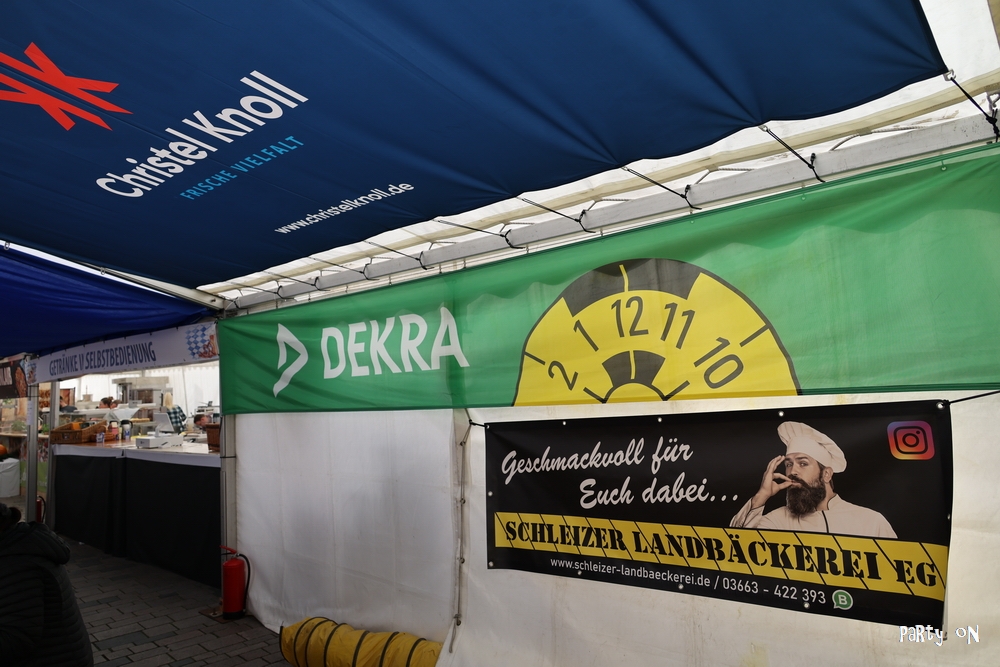 Christel Knoll
FRISCHE VIELFALT
www.christelknoll.de
GETRÄNKE IN SELBSTBEDIENUNG
DEKRA
2 1 12 11 10
Geschmackvoll für
Euch dabei...
SCHLEIZER LANDBÄCKEREI EG
www.schleizer-landbaeckerei.de / 03663 - 422 393 B
PaRTy ON